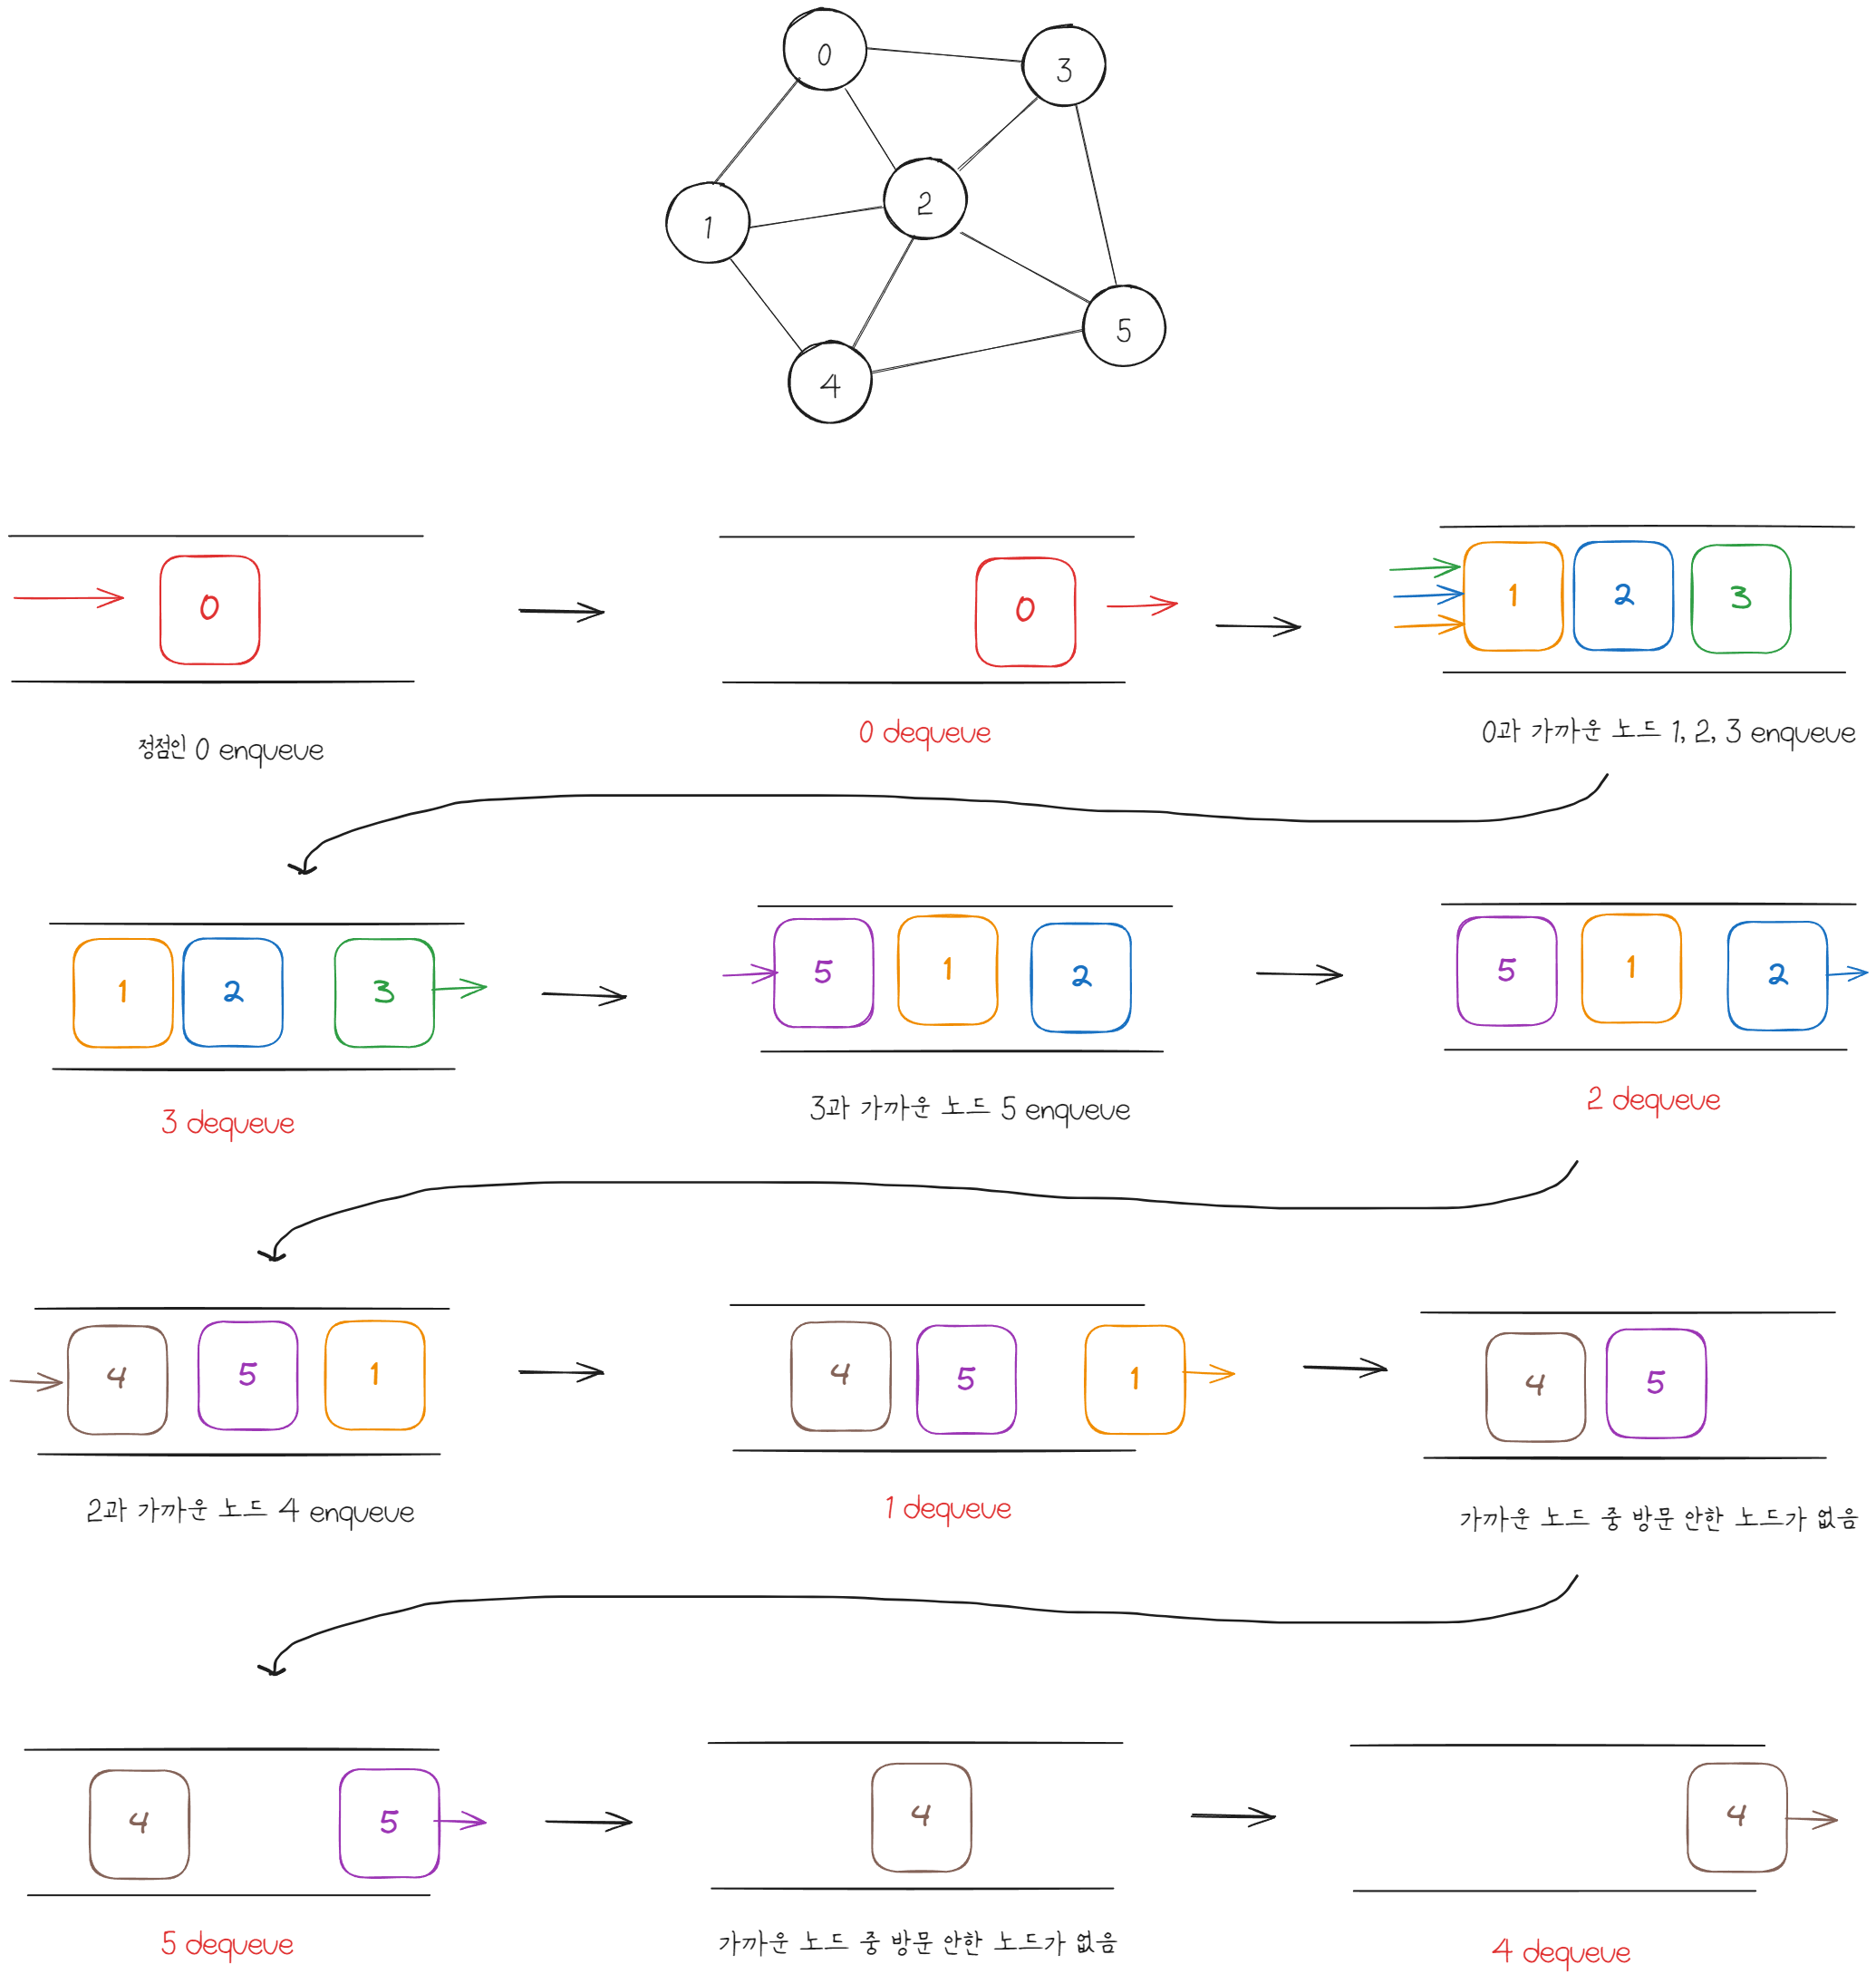 0
3
2
1
5
4
0
0
1 2 3
정점인 0 enqueue
0 dequeue
0과 가까운 노드 1, 2, 3 enqueue
1 2 3
5 1 2
5 1 2
3 dequeue
3과 가까운 노드 5 enqueue
2 dequeue
4 5 1
4 5 1
4 5
2과 가까운 노드 4 enqueue
1 dequeue
가까운 노드 중 방문 안한 노드가 없음
4 5
4
4
5 dequeue
가까운 노드 중 방문 안한 노드가 없음
4 dequeue